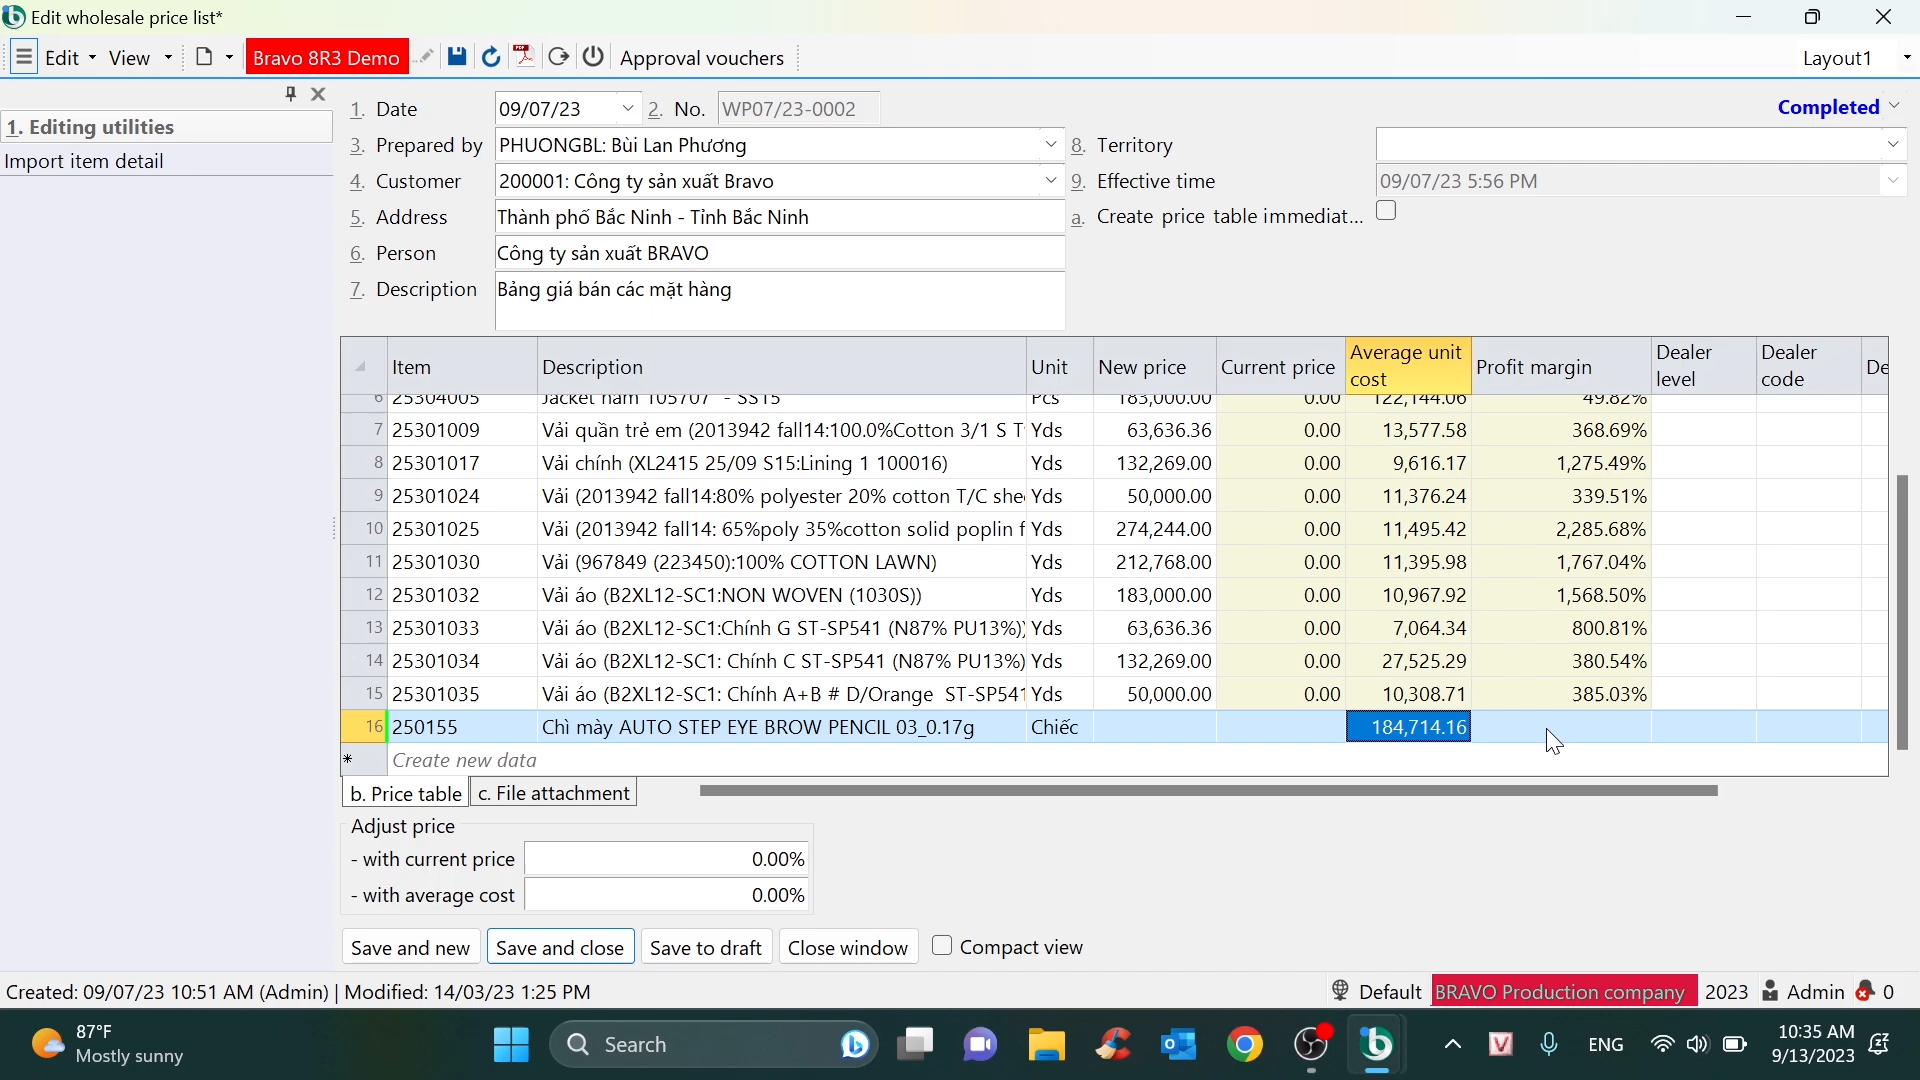 Edit wholesale price list*
Edit View Bravo 8R3 Demo Approval vouchers Layout1
1. Editing utilities
Import item detail
1. Date 09/07/23 2. No. WP07/23-0002 Completed
3. Prepared by PHUONGBL: Bùi Lan Phương 8. Territory
4. Customer 200001: Công ty sản xuất Bravo 9. Effective time 09/07/23 5:56 PM
5. Address Thành phố Bắc Ninh - Tỉnh Bắc Ninh a. Create price table immediat...
6. Person Công ty sản xuất BRAVO
7. Description Bảng giá bán các mặt hàng
Item Description Unit New price Current price Average unit cost Profit margin Dealer level Dealer code De
6 25304005 Jacket nam T05707 - SS15 Pcs 183,000.00 0.00 122,144.06 49.82%
7 25301009 Vải quần trẻ em (2013942 fall14:100.0%Cotton 3/1 S T Yds 63,636.36 0.00 13,577.58 368.69%
8 25301017 Vải chính (XL2415 25/09 S15:Lining 1 100016) Yds 132,269.00 0.00 9,616.17 1,275.49%
9 25301024 Vải (2013942 fall14:80% polyester 20% cotton T/C she Yds 50,000.00 0.00 11,376.24 339.51%
10 25301025 Vải (2013942 fall14: 65%poly 35%cotton solid poplin f Yds 274,244.00 0.00 11,495.42 2,285.68%
11 25301030 Vải (967849 (223450):100% COTTON LAWN) Yds 212,768.00 0.00 11,395.98 1,767.04%
12 25301032 Vải áo (B2XL12-SC1:NON WOVEN (1030S)) Yds 183,000.00 0.00 10,967.92 1,568.50%
13 25301033 Vải áo (B2XL12-SC1:Chính G ST-SP541 (N87% PU13%)) Yds 63,636.36 0.00 7,064.34 800.81%
14 25301034 Vải áo (B2XL12-SC1: Chính C ST-SP541 (N87% PU13%) Yds 132,269.00 0.00 27,525.29 380.54%
15 25301035 Vải áo (B2XL12-SC1: Chính A+B # D/Orange ST-SP541 Yds 50,000.00 0.00 10,308.71 385.03%
16 250155 Chì mày AUTO STEP EYE BROW PENCIL 03_0.17g Chiếc 184,714.16
* Create new data
b. Price table c. File attachment
Adjust price
- with current price 0.00%
- with average cost 0.00%
Save and new Save and close Save to draft Close window Compact view
Created: 09/07/23 10:51 AM (Admin) | Modified: 14/03/23 1:25 PM Default BRAVO Production company 2023 Admin 0
87°F
Mostly sunny
Search
ENG
10:35 AM
9/13/2023